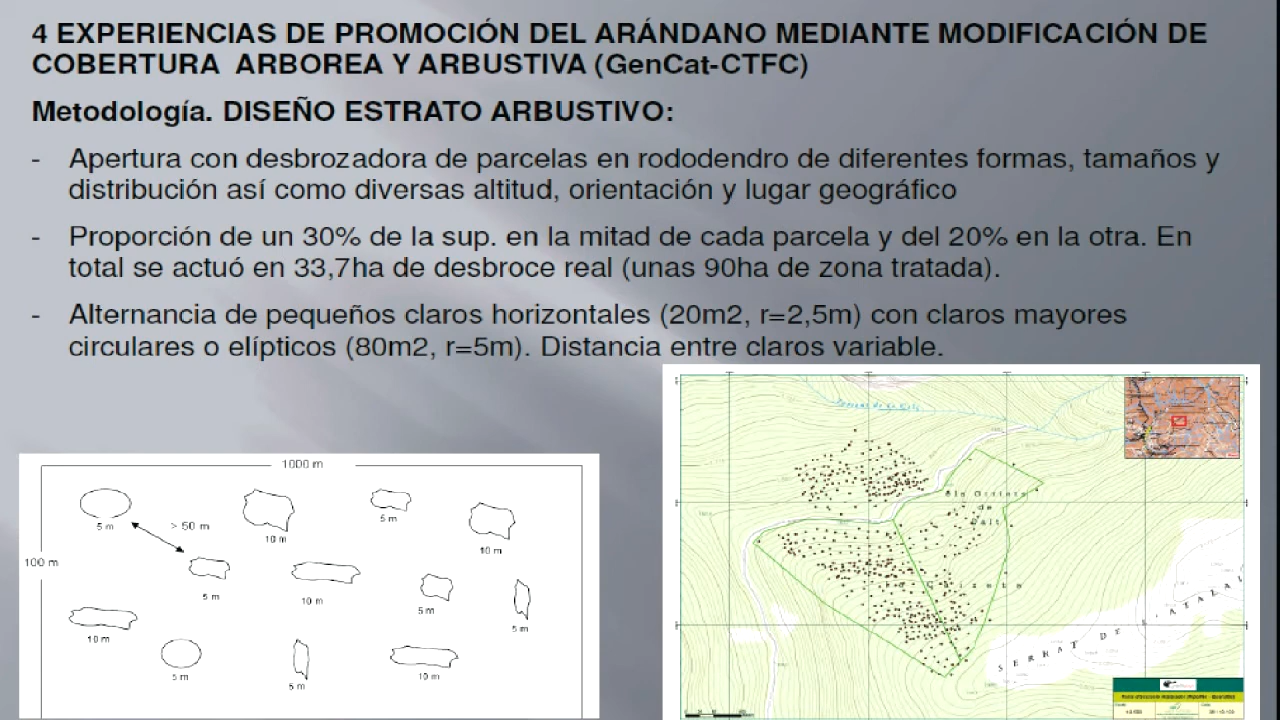 4 EXPERIENCIAS DE PROMOCIÓN DEL ARÁNDANO MEDIANTE MODIFICACIÓN DE
COBERTURA ARBOREA Y ARBUSTIVA (GenCat-CTFC)
Metodología. DISEÑO ESTRATO ARBUSTIVO:
- Apertura con desbrozadora de parcelas en rododendro de diferentes formas, tamaños y
distribución así como diversas altitud, orientación y lugar geográfico
- Proporción de un 30% de la sup. en la mitad de cada parcela y del 20% en la otra. En
total se actuó en 33,7ha de desbroce real (unas 90ha de zona tratada).
- Alternancia de pequeños claros horizontales (20m2, r=2,5m) con claros mayores
circulares o elípticos (80m2, r=5m). Distancia entre claros variable.
1000 m
5 m
> 50 m
10 m
5 m
10 m
100 m
5 m
10 m
5 m
5 m
10 m
5 m
5 m
10 m
de
SERRAT DE